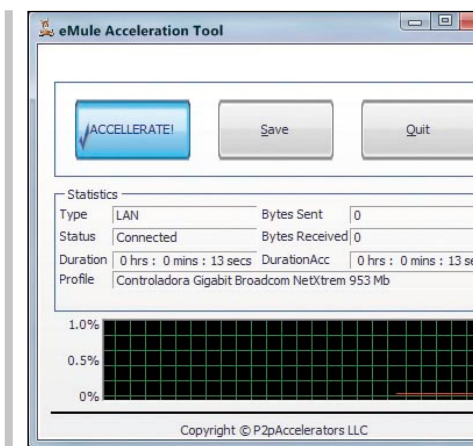 eMule Acceleration Tool
ACCELLERATE! Save Quit
Statistics
Type LAN Bytes Sent 0
Status Connected Bytes Received 0
Duration 0 hrs : 0 mins : 13 secs DurationAcc 0 hrs : 0 mins : 13 se
Profile Controladora Gigabit Broadcom NetXtrem 953 Mb
1.0%
0.5%
0%
Copyright © P2pAccelerators LLC